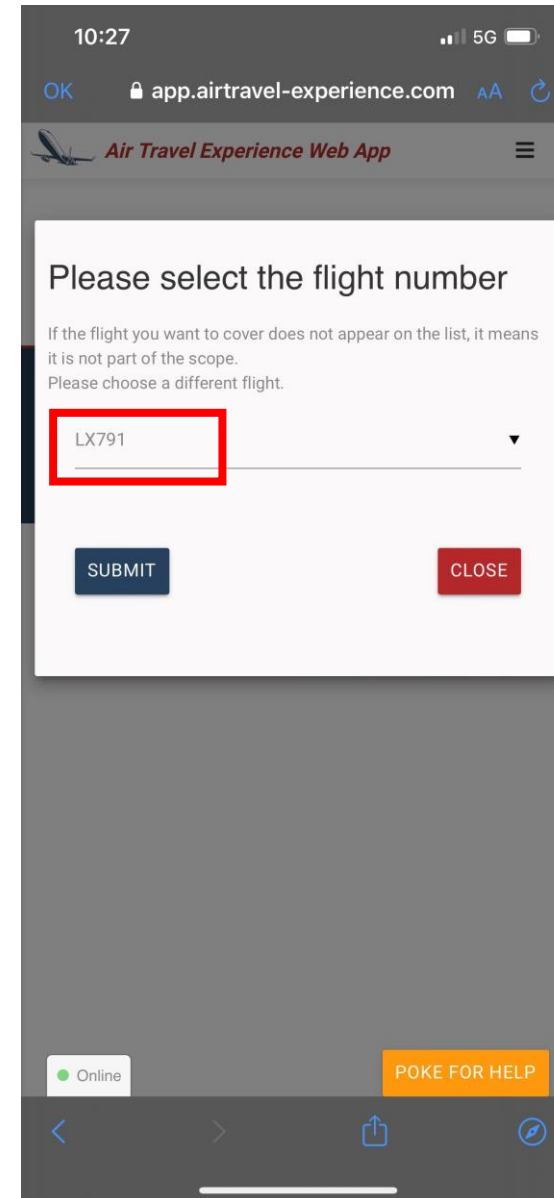 10:27 5G
OK app.airtravel-experience.com AA
Air Travel Experience Web App
Please select the flight number
If the flight you want to cover does not appear on the list, it means
it is not part of the scope.
Please choose a different flight.
LX791
SUBMIT CLOSE
Online POKE FOR HELP